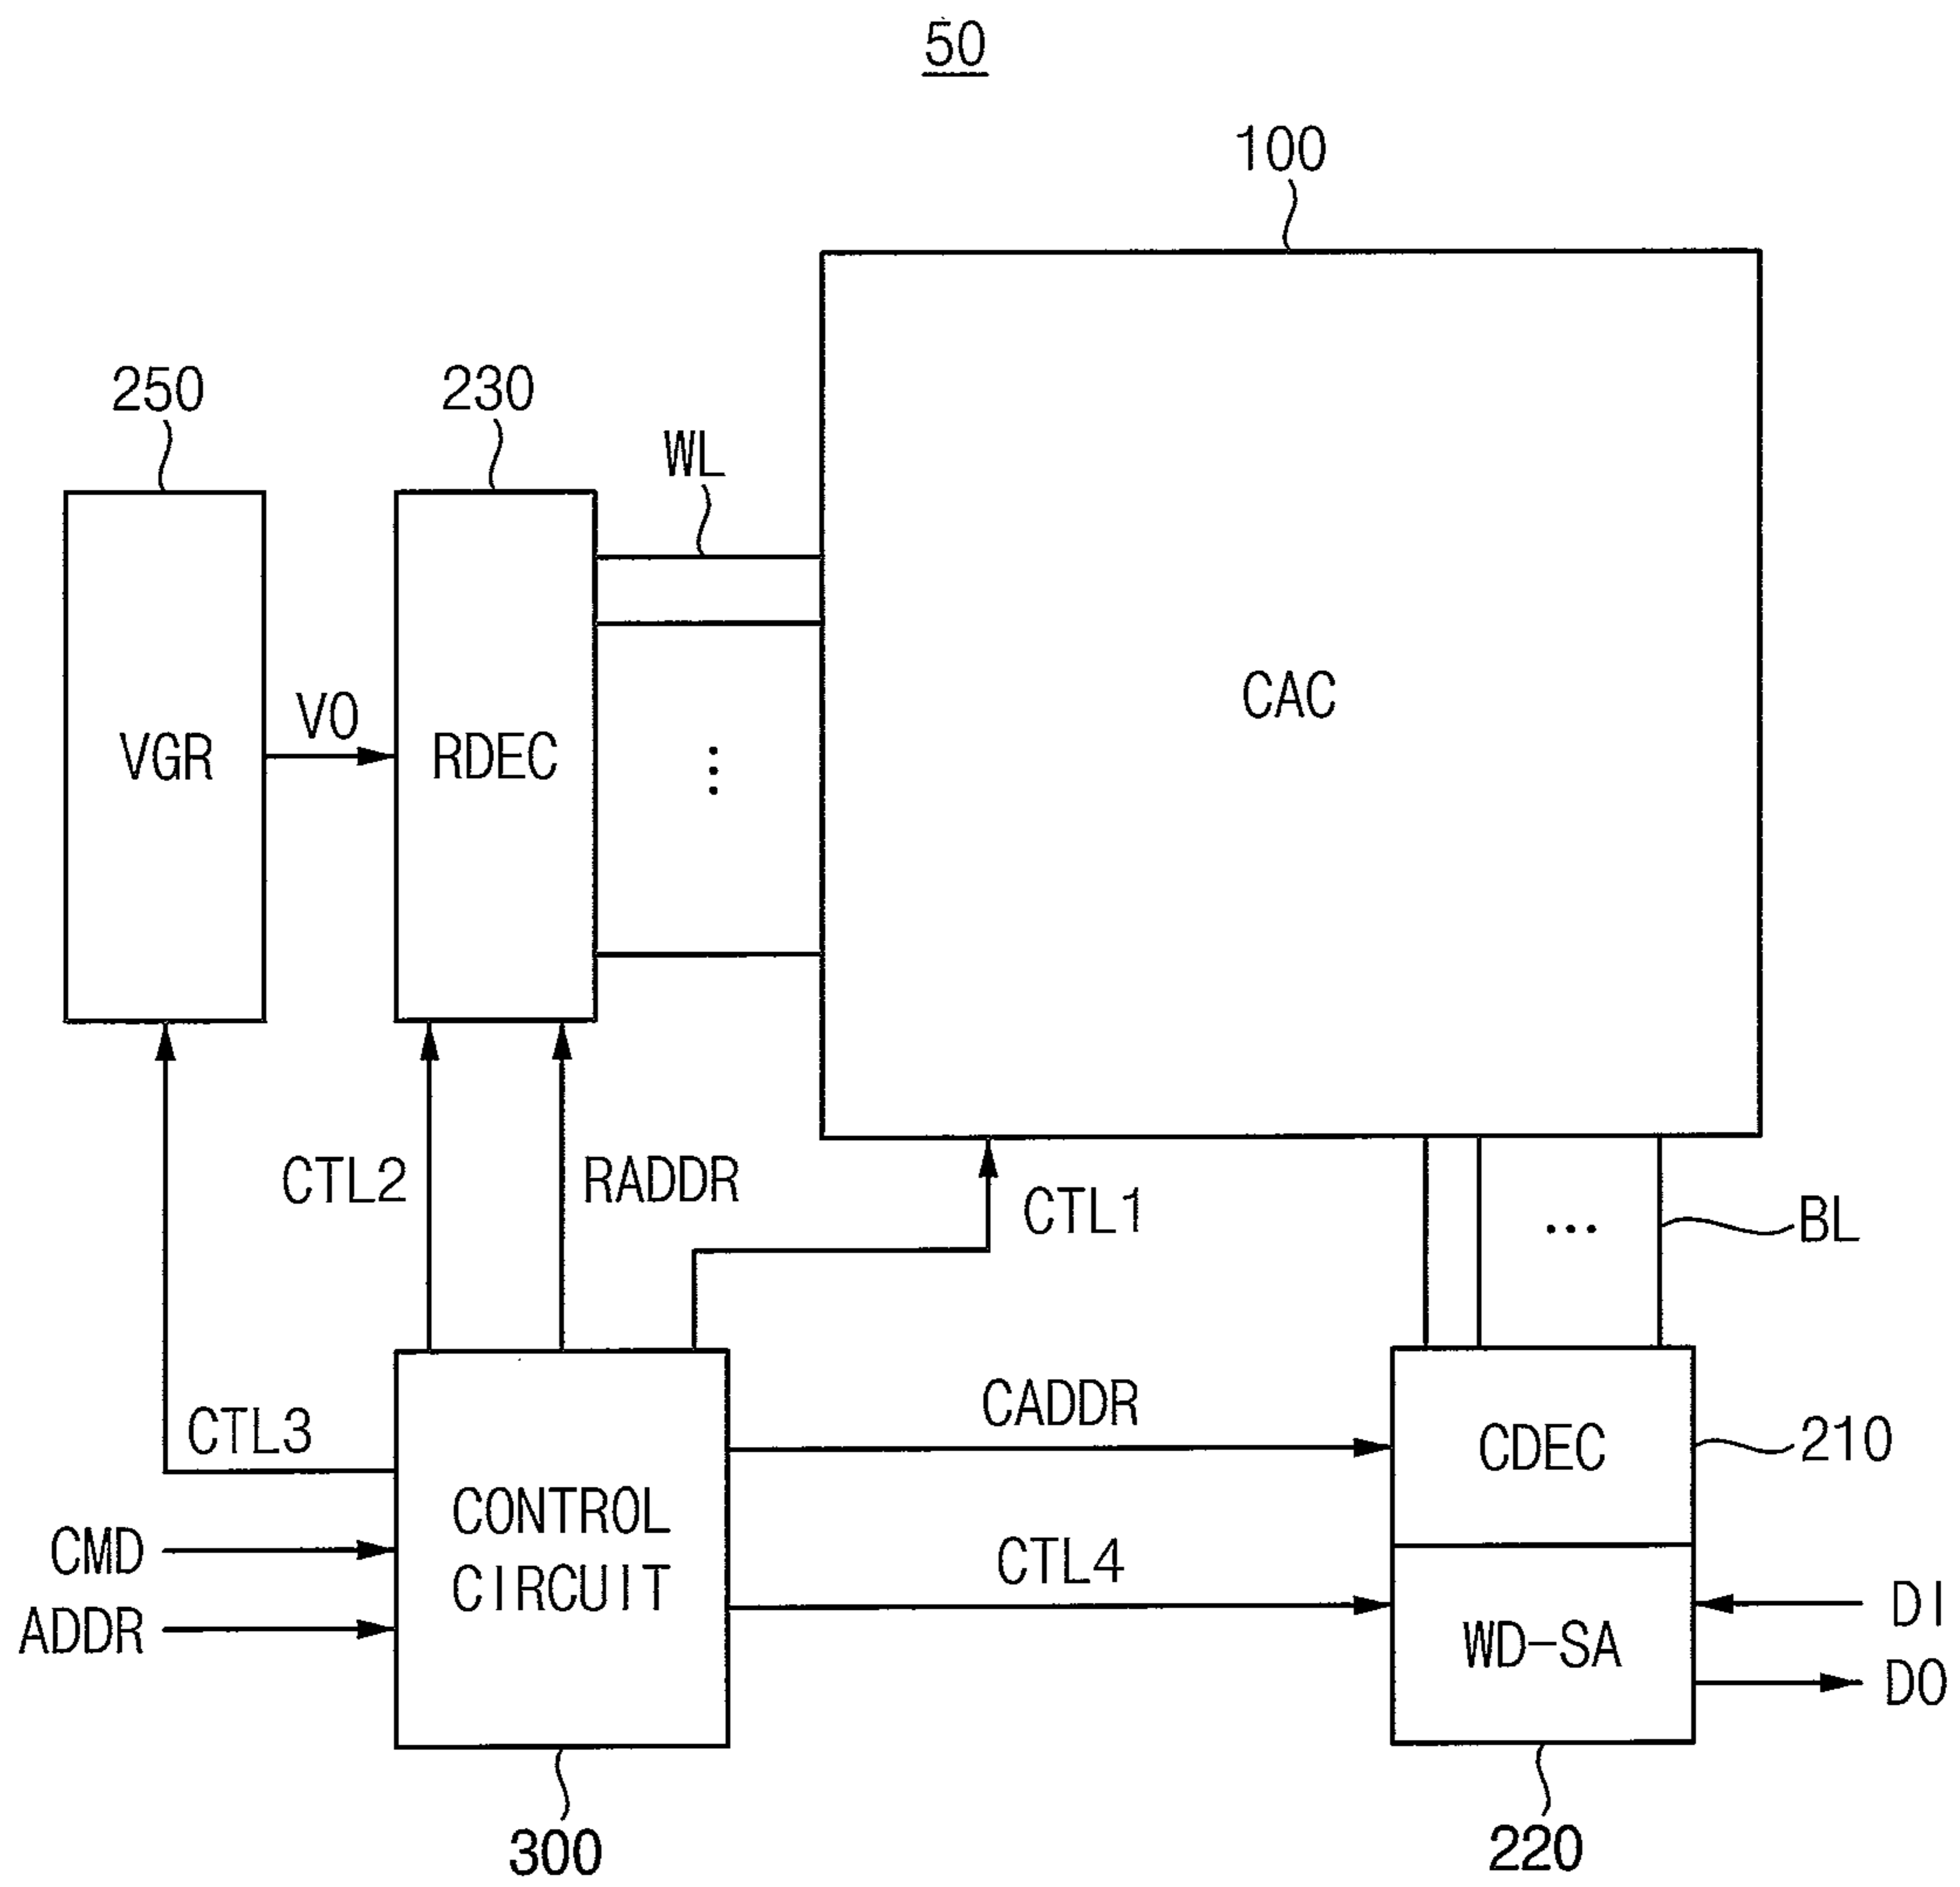 50
100
250
230
WL
VGR
VO
RDEC
CAC
CTL2
RADDR
CTL1
BL
CTL3
CADDR
CDEC
210
CMD
ADDR
CONTROL
CIRCUIT
CTL4
WD-SA
DI
DO
300
220